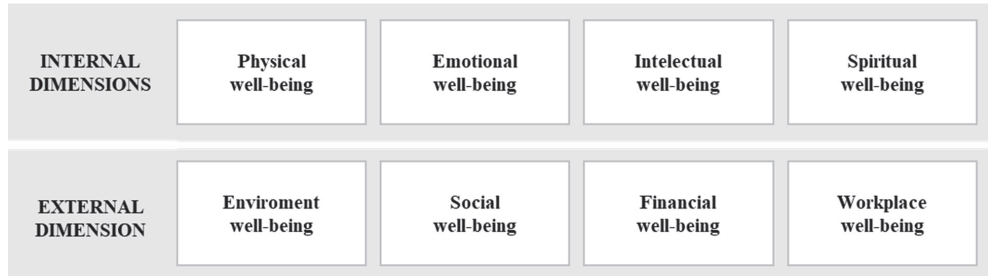 INTERNAL
DIMENSIONS
Physical
well-being
Emotional
well-being
Intelectual
well-being
Spiritual
well-being
EXTERNAL
DIMENSION
Enviroment
well-being
Social
well-being
Financial
well-being
Workplace
well-being